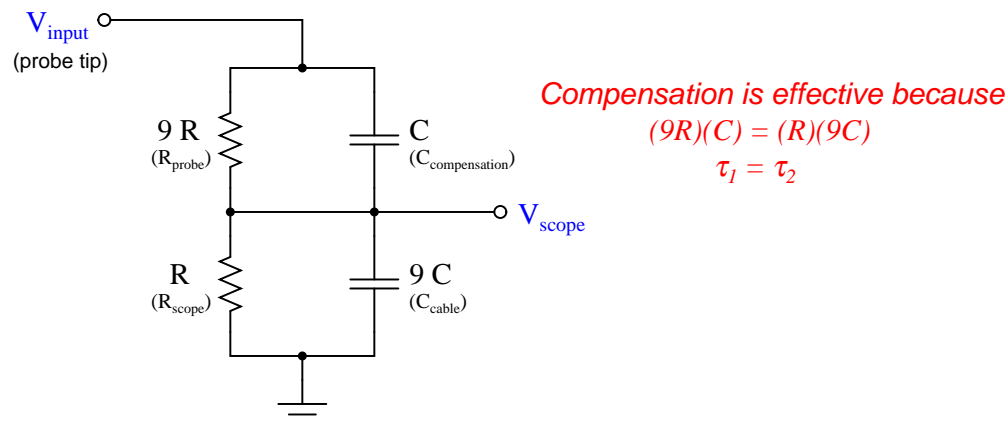 V_input
(probe tip)
Compensation is effective because
(9R)(C) = (R)(9C)
τ_1 = τ_2
9 R
(R_probe)
C
(C_compensation)
V_scope
R
(R_scope)
9 C
(C_cable)